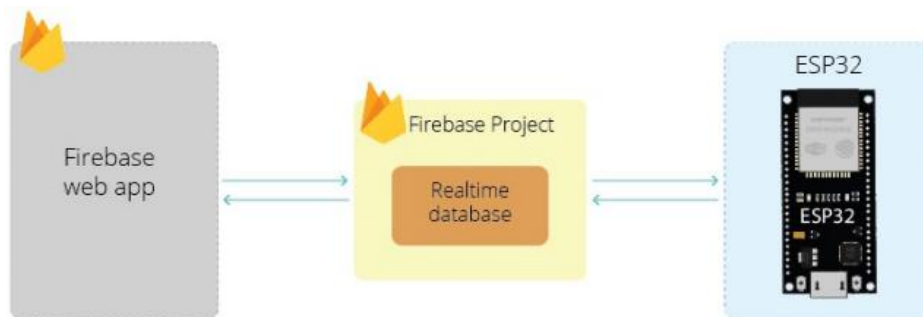 Firebase
web app
Firebase Project
Realtime
database
ESP32
ESP32